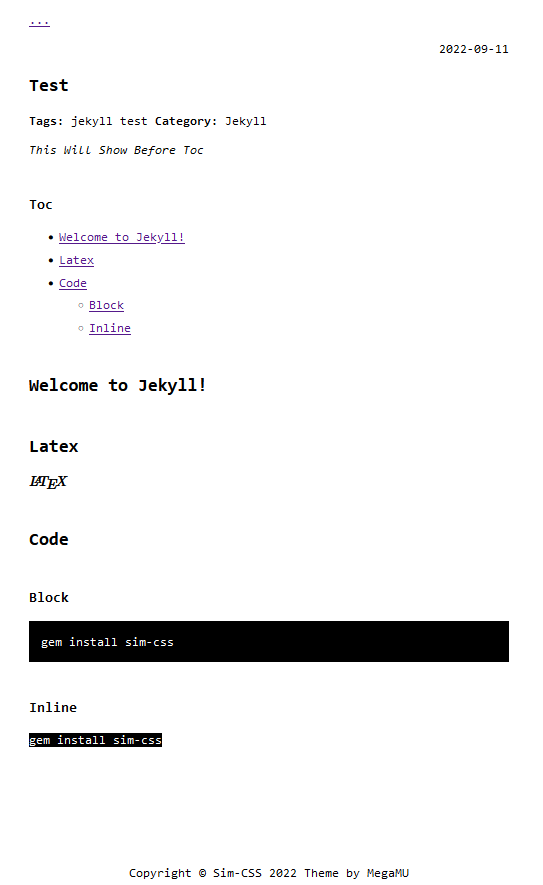 ...
2022-09-11
Test
Tags: jekyll test Category: Jekyll
This Will Show Before Toc
Toc
Welcome to Jekyll!
Latex
Code
Block
Inline
Welcome to Jekyll!
Latex
LATEX
Code
Block
gem install sim-css
Inline
gem install sim-css
Copyright © Sim-CSS 2022 Theme by MegaMU